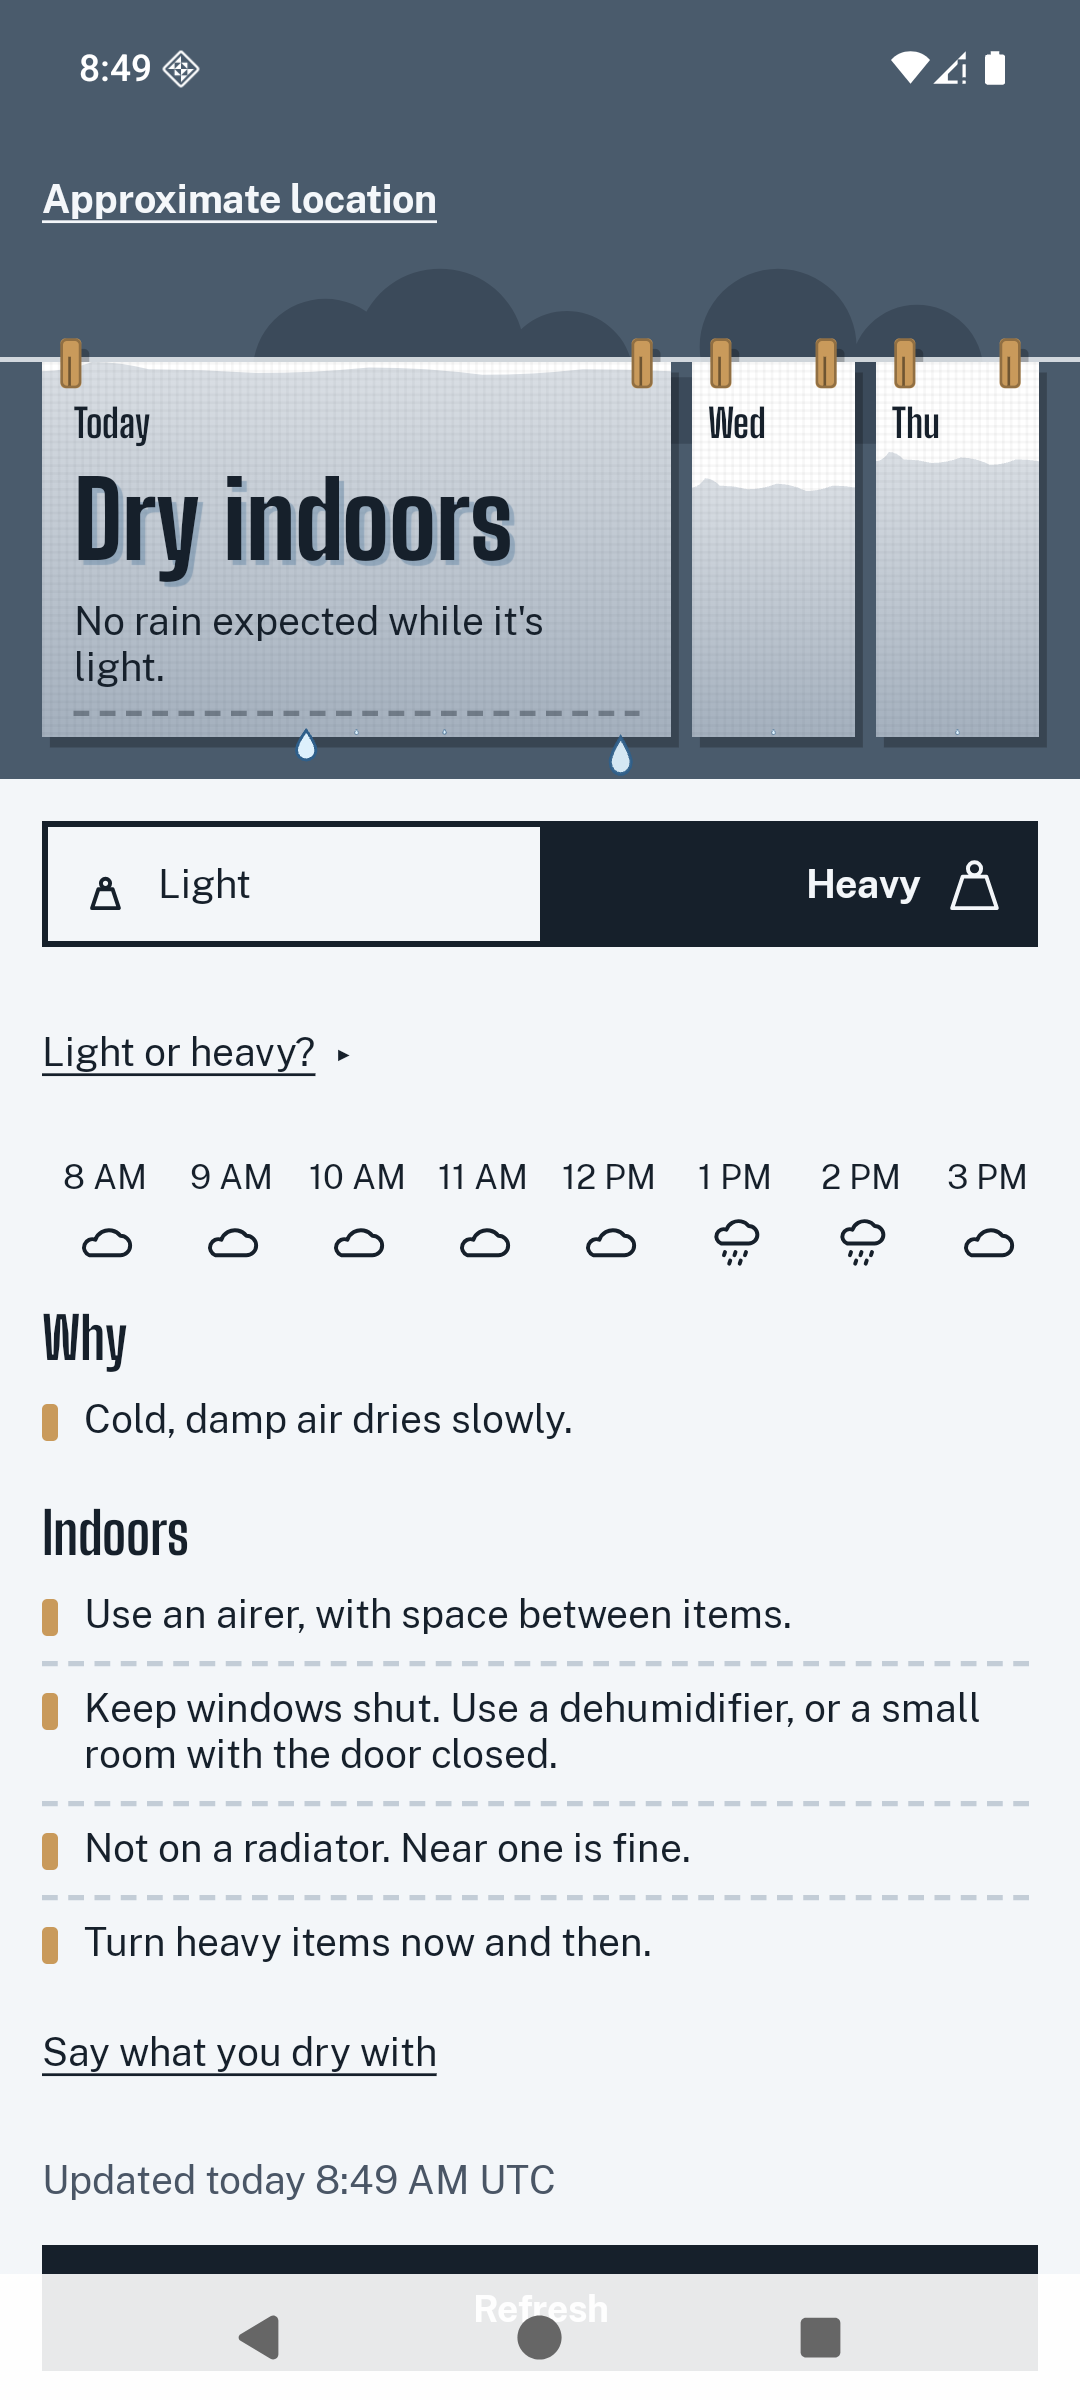 8:49
Approximate location
Today
Wed
Thu
Dry indoors
No rain expected while it's
light.
Light
Heavy
Light or heavy?
8 AM 9 AM 10 AM 11 AM 12 PM 1 PM 2 PM 3 PM
Why
Cold, damp air dries slowly.
Indoors
Use an airer, with space between items.
Keep windows shut. Use a dehumidifier, or a small
room with the door closed.
Not on a radiator. Near one is fine.
Turn heavy items now and then.
Say what you dry with
Updated today 8:49 AM UTC
Refresh